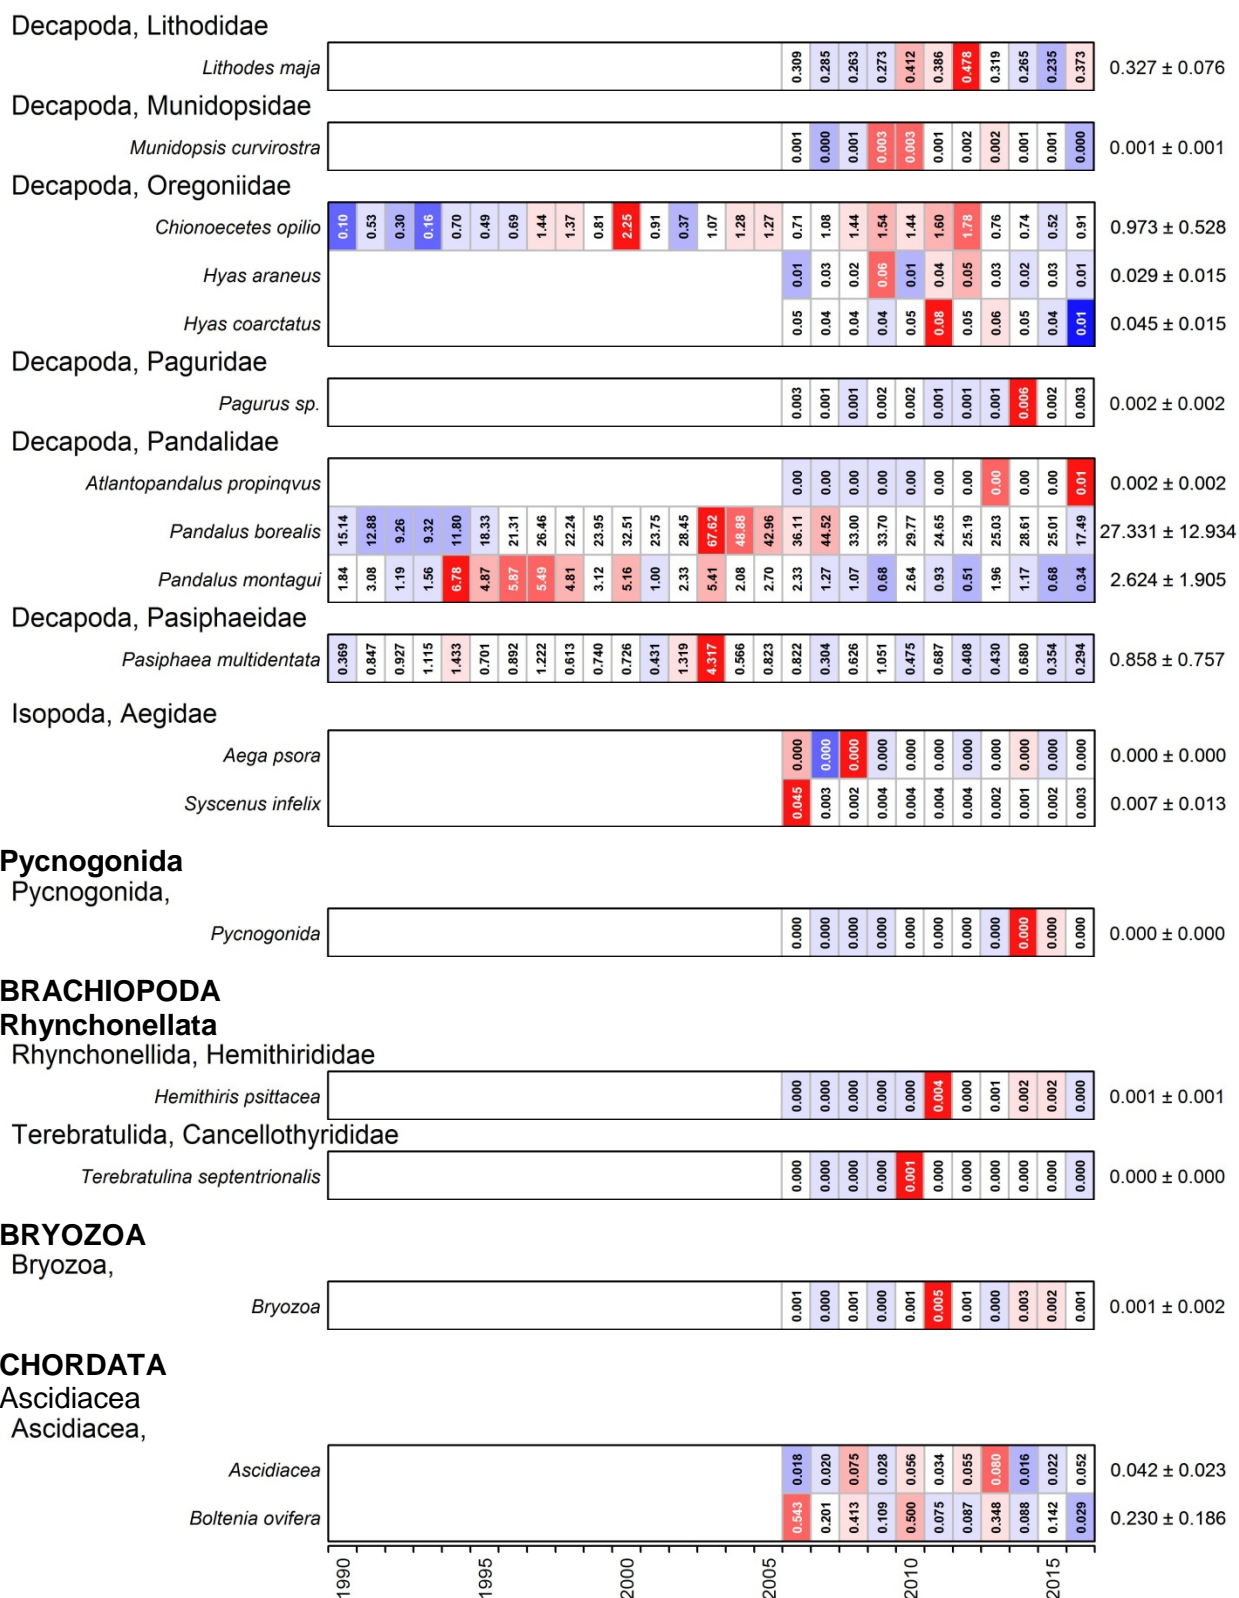 Decapoda, Lithodidae
Lithodes maja 0.309 0.285 0.263 0.273 0.412 0.386 0.478 0.319 0.265 0.235 0.373 0.327 ± 0.076
Decapoda, Munidopsidae
Munidopsis curvirostra 0.001 0.000 0.001 0.003 0.003 0.001 0.002 0.002 0.001 0.001 0.000 0.001 ± 0.001
Decapoda, Oregoniidae
Chionoecetes opilio 0.10 0.53 0.30 0.16 0.70 0.49 0.69 1.44 1.37 0.81 2.25 0.91 0.37 1.07 1.28 1.27 0.71 1.08 1.44 1.54 1.44 1.60 1.78 0.76 0.74 0.52 0.91 0.973 ± 0.528
Hyas araneus 0.01 0.03 0.02 0.06 0.01 0.04 0.05 0.03 0.02 0.03 0.01 0.029 ± 0.015
Hyas coarctatus 0.05 0.04 0.04 0.04 0.05 0.08 0.05 0.06 0.05 0.04 0.01 0.045 ± 0.015
Decapoda, Paguridae
Pagurus sp. 0.003 0.001 0.001 0.002 0.002 0.001 0.001 0.001 0.006 0.002 0.003 0.002 ± 0.002
Decapoda, Pandalidae
Atlantopandalus propinqvus 0.00 0.00 0.00 0.00 0.00 0.00 0.00 0.00 0.00 0.00 0.01 0.002 ± 0.002
Pandalus borealis 15.14 12.88 9.26 9.32 11.80 18.33 21.31 26.46 22.24 23.95 32.51 23.75 28.45 67.62 48.88 42.96 36.11 44.52 33.00 33.70 29.77 24.65 25.19 25.03 28.61 25.01 17.49 27.331 ± 12.934
Pandalus montagui 1.84 3.08 1.19 1.56 6.78 4.87 5.87 5.49 4.81 3.12 5.16 1.00 2.33 5.41 2.08 2.70 2.33 1.27 1.07 0.68 2.64 0.93 0.51 1.96 1.17 0.68 0.34 2.624 ± 1.905
Decapoda, Pasiphaeidae
Pasiphaea multidentata 0.369 0.847 0.927 1.115 1.433 0.701 0.892 1.222 0.613 0.740 0.726 0.431 1.319 4.317 0.566 0.823 0.822 0.304 0.626 1.051 0.475 0.687 0.408 0.430 0.680 0.354 0.294 0.858 ± 0.757
Isopoda, Aegidae
Aega psora 0.000 0.000 0.000 0.000 0.000 0.000 0.000 0.000 0.000 0.000 0.000 0.000 ± 0.000
Syscenus infelix 0.045 0.003 0.002 0.004 0.004 0.004 0.004 0.002 0.001 0.002 0.003 0.007 ± 0.013
Pycnogonida
Pycnogonida,
Pycnogonida 0.000 0.000 0.000 0.000 0.000 0.000 0.000 0.000 0.000 0.000 0.000 0.000 ± 0.000
BRACHIOPODA
Rhynchonellata
Rhynchonellida, Hemithirididae
Hemithiris psittacea 0.000 0.000 0.000 0.000 0.000 0.004 0.000 0.001 0.002 0.002 0.000 0.001 ± 0.001
Terebratulida, Cancellothyrididae
Terebratulina septentrionalis 0.000 0.000 0.000 0.000 0.001 0.000 0.000 0.000 0.000 0.000 0.000 0.000 ± 0.000
BRYOZOA
Bryozoa,
Bryozoa 0.001 0.000 0.001 0.000 0.001 0.005 0.001 0.000 0.003 0.002 0.001 0.001 ± 0.002
CHORDATA
Ascidiacea
Ascidiacea,
Ascidiacea 0.018 0.020 0.075 0.028 0.056 0.034 0.055 0.080 0.016 0.022 0.052 0.042 ± 0.023
Boltenia ovifera 0.543 0.201 0.413 0.109 0.500 0.075 0.087 0.348 0.088 0.142 0.029 0.230 ± 0.186
1990 1995 2000 2005 2010 2015